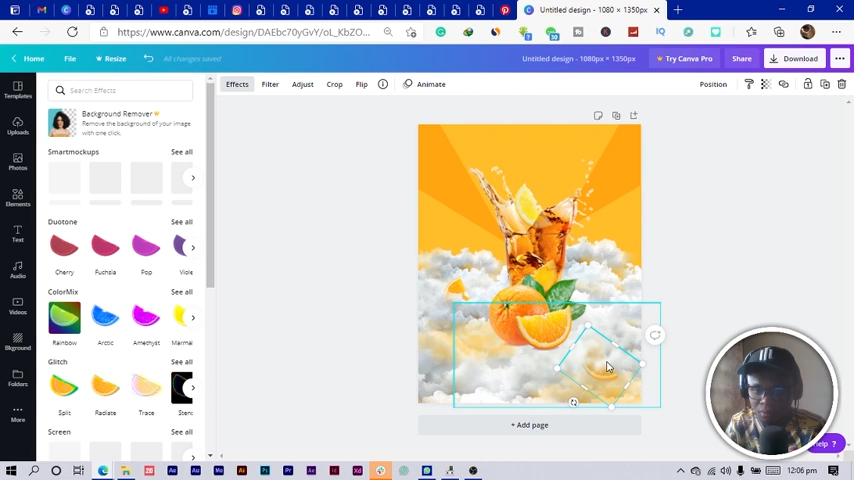 Untitled design - 1080 × 1350px
https://www.canva.com/design/DAEbc70yGvY/oL_KbZO...
Home
File
Resize
All changes saved
Untitled design - 1080px × 1350px
Try Canva Pro
Share
Download
Templates
Uploads
Photos
Elements
Text
Audio
Videos
Bkground
Folders
More
Search Effects
Background Remover
Remove the background of your image
with one click.
Smartmockups
See all
Duotone
See all
Cherry
Fuchsia
Pop
Viole
ColorMix
See all
Rainbow
Arctic
Amethyst
Marmal
Glitch
See all
Split
Radiate
Trace
Stenc
Screen
See all
Effects
Filter
Adjust
Crop
Flip
Animate
Position
+ Add page
help ?
12:06 pm